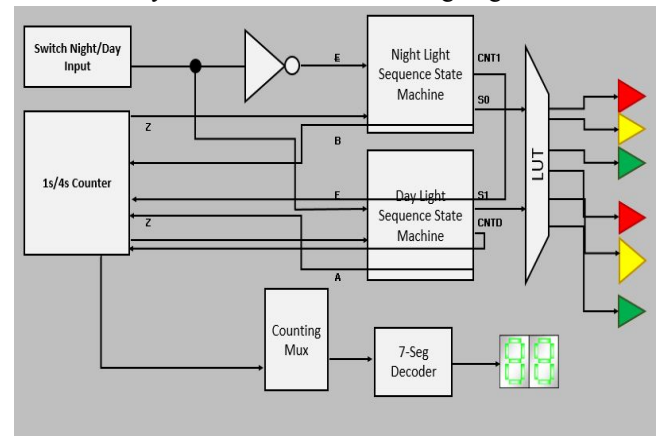 Switch Night/Day
Input
E
Night Light
Sequence State
Machine
CNT1
S0
Z
B
1s/4s Counter
LUT
F
Day Light
Sequence State
Machine
S1
CNTD
Z
A
Counting
Mux
7-Seg
Decoder
88